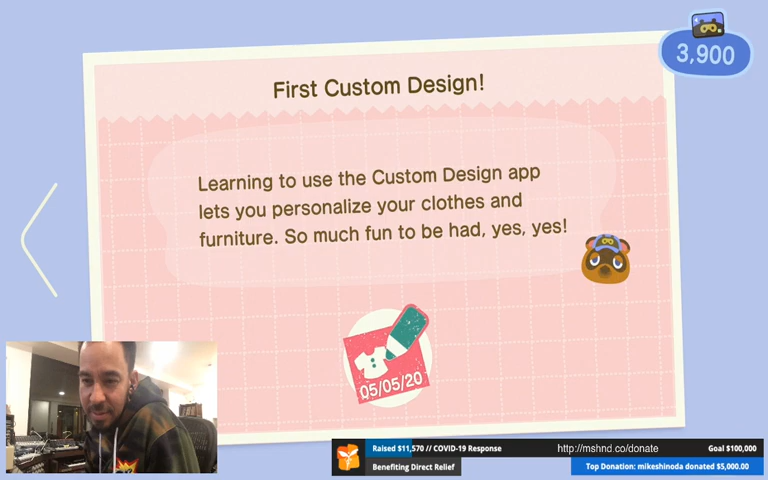 3,900
First Custom Design!
Learning to use the Custom Design app
lets you personalize your clothes and
furniture. So much fun to be had, yes, yes!
05/05/20
Raised $11,570 // COVID-19 Response
http://mshnd.co/donate
Goal $100,000
Benefiting Direct Relief
Top Donation: mikeshinoda donated $5,000.00